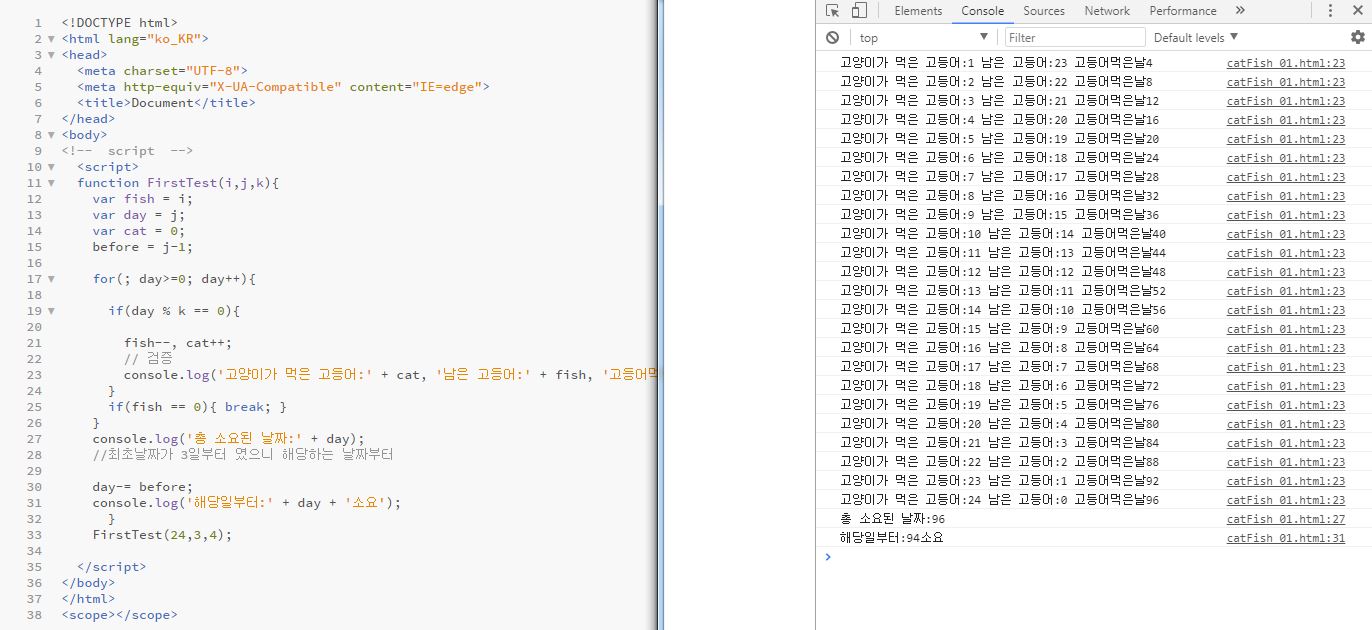 1 <!DOCTYPE html>
2 <html lang="ko_KR">
3 <head>
4 <meta charset="UTF-8">
5 <meta http-equiv="X-UA-Compatible" content="IE=edge">
6 <title>Document</title>
7 </head>
8 <body>
9 <!-- script -->
10 <script>
11 function FirstTest(i,j,k){
12 var fish = i;
13 var day = j;
14 var cat = 0;
15 before = j-1;
16
17 for(; day>=0; day++){
18
19 if(day % k == 0){
20
21 fish--, cat++;
22 // 검증
23 console.log('고양이가 먹은 고등어:' + cat, '남은 고등어:' + fish, '고등어먹
24 }
25 if(fish == 0){ break; }
26 }
27 console.log('총 소요된 날짜:' + day);
28 //최초날짜가 3일부터 였으니 해당하는 날짜부터
29
30 day-= before;
31 console.log('해당일부터:' + day + '소요');
32 }
33 FirstTest(24,3,4);
34
35 </script>
36 </body>
37 </html>
38 <scope></scope>
Elements Console Sources Network Performance »
top Filter Default levels
고양이가 먹은 고등어:1 남은 고등어:23 고등어먹은날4 catFish 01.html:23
고양이가 먹은 고등어:2 남은 고등어:22 고등어먹은날8 catFish 01.html:23
고양이가 먹은 고등어:3 남은 고등어:21 고등어먹은날12 catFish 01.html:23
고양이가 먹은 고등어:4 남은 고등어:20 고등어먹은날16 catFish 01.html:23
고양이가 먹은 고등어:5 남은 고등어:19 고등어먹은날20 catFish 01.html:23
고양이가 먹은 고등어:6 남은 고등어:18 고등어먹은날24 catFish 01.html:23
고양이가 먹은 고등어:7 남은 고등어:17 고등어먹은날28 catFish 01.html:23
고양이가 먹은 고등어:8 남은 고등어:16 고등어먹은날32 catFish 01.html:23
고양이가 먹은 고등어:9 남은 고등어:15 고등어먹은날36 catFish 01.html:23
고양이가 먹은 고등어:10 남은 고등어:14 고등어먹은날40 catFish 01.html:23
고양이가 먹은 고등어:11 남은 고등어:13 고등어먹은날44 catFish 01.html:23
고양이가 먹은 고등어:12 남은 고등어:12 고등어먹은날48 catFish 01.html:23
고양이가 먹은 고등어:13 남은 고등어:11 고등어먹은날52 catFish 01.html:23
고양이가 먹은 고등어:14 남은 고등어:10 고등어먹은날56 catFish 01.html:23
고양이가 먹은 고등어:15 남은 고등어:9 고등어먹은날60 catFish 01.html:23
고양이가 먹은 고등어:16 남은 고등어:8 고등어먹은날64 catFish 01.html:23
고양이가 먹은 고등어:17 남은 고등어:7 고등어먹은날68 catFish 01.html:23
고양이가 먹은 고등어:18 남은 고등어:6 고등어먹은날72 catFish 01.html:23
고양이가 먹은 고등어:19 남은 고등어:5 고등어먹은날76 catFish 01.html:23
고양이가 먹은 고등어:20 남은 고등어:4 고등어먹은날80 catFish 01.html:23
고양이가 먹은 고등어:21 남은 고등어:3 고등어먹은날84 catFish 01.html:23
고양이가 먹은 고등어:22 남은 고등어:2 고등어먹은날88 catFish 01.html:23
고양이가 먹은 고등어:23 남은 고등어:1 고등어먹은날92 catFish 01.html:23
고양이가 먹은 고등어:24 남은 고등어:0 고등어먹은날96 catFish 01.html:23
총 소요된 날짜:96 catFish 01.html:27
해당일부터:94소요 catFish 01.html:31